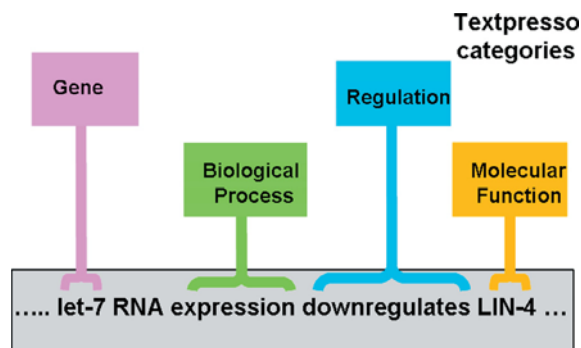 Textpresso
categories
Gene
Regulation
Biological
Process
Molecular
Function
….. let-7 RNA expression downregulates LIN-4 …